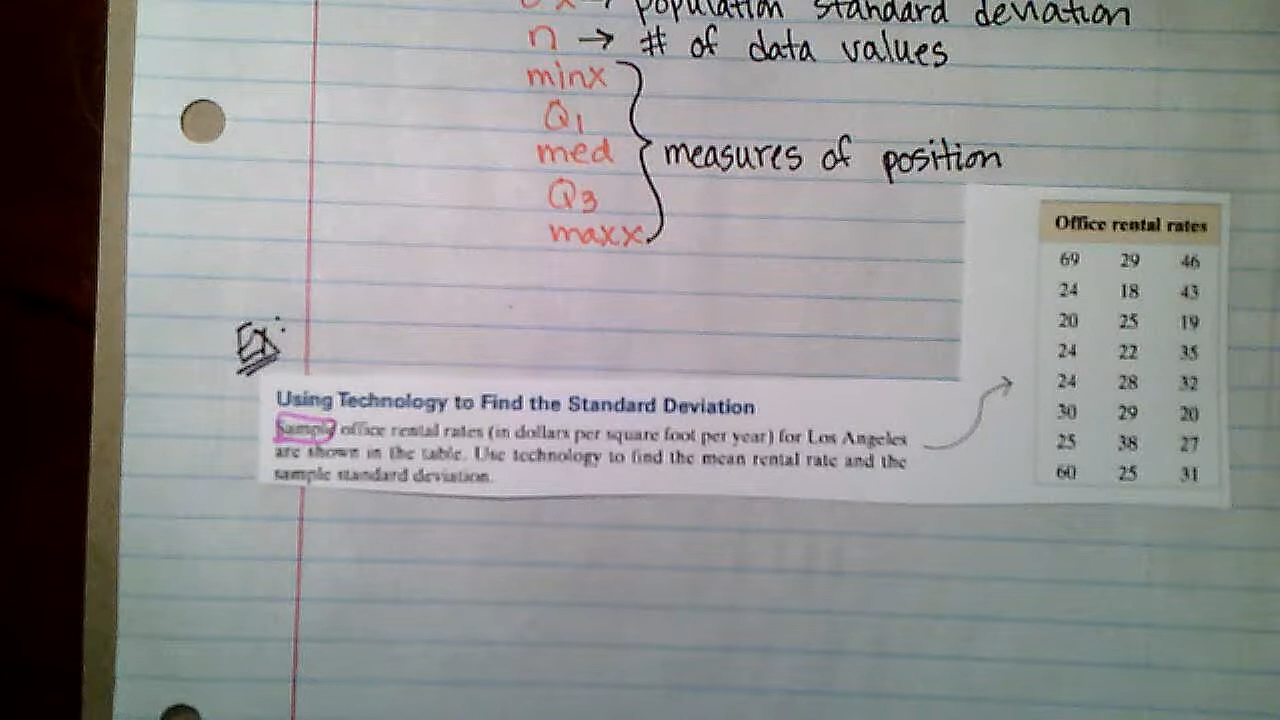 x → population standard deviation
n → # of data values
minx
Q1
med
measures of position
Q3
maxx
Office rental rates
69 29 46
24 18 43
20 25 19
24 22 35
24 28 32
30 29 20
25 38 27
60 25 31
Ex:
Using Technology to Find the Standard Deviation
Sample office rental rates (in dollars per square foot per year) for Los Angeles
are shown in the table. Use technology to find the mean rental rate and the
sample standard deviation.